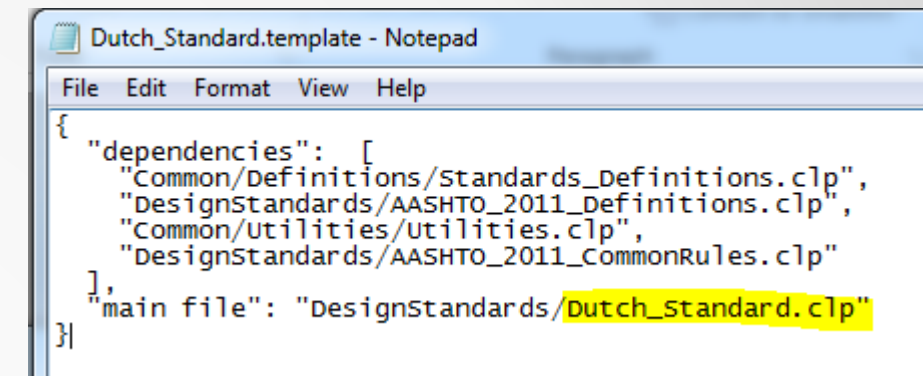 Dutch_Standard.template - Notepad
File Edit Format View Help
{
"dependencies": [
"Common/Definitions/Standards_Definitions.clp",
"DesignStandards/AASHTO_2011_Definitions.clp",
"Common/Utilities/Utilities.clp",
"DesignStandards/AASHTO_2011_CommonRules.clp"
],
"main file": "DesignStandards/Dutch_Standard.clp"
}